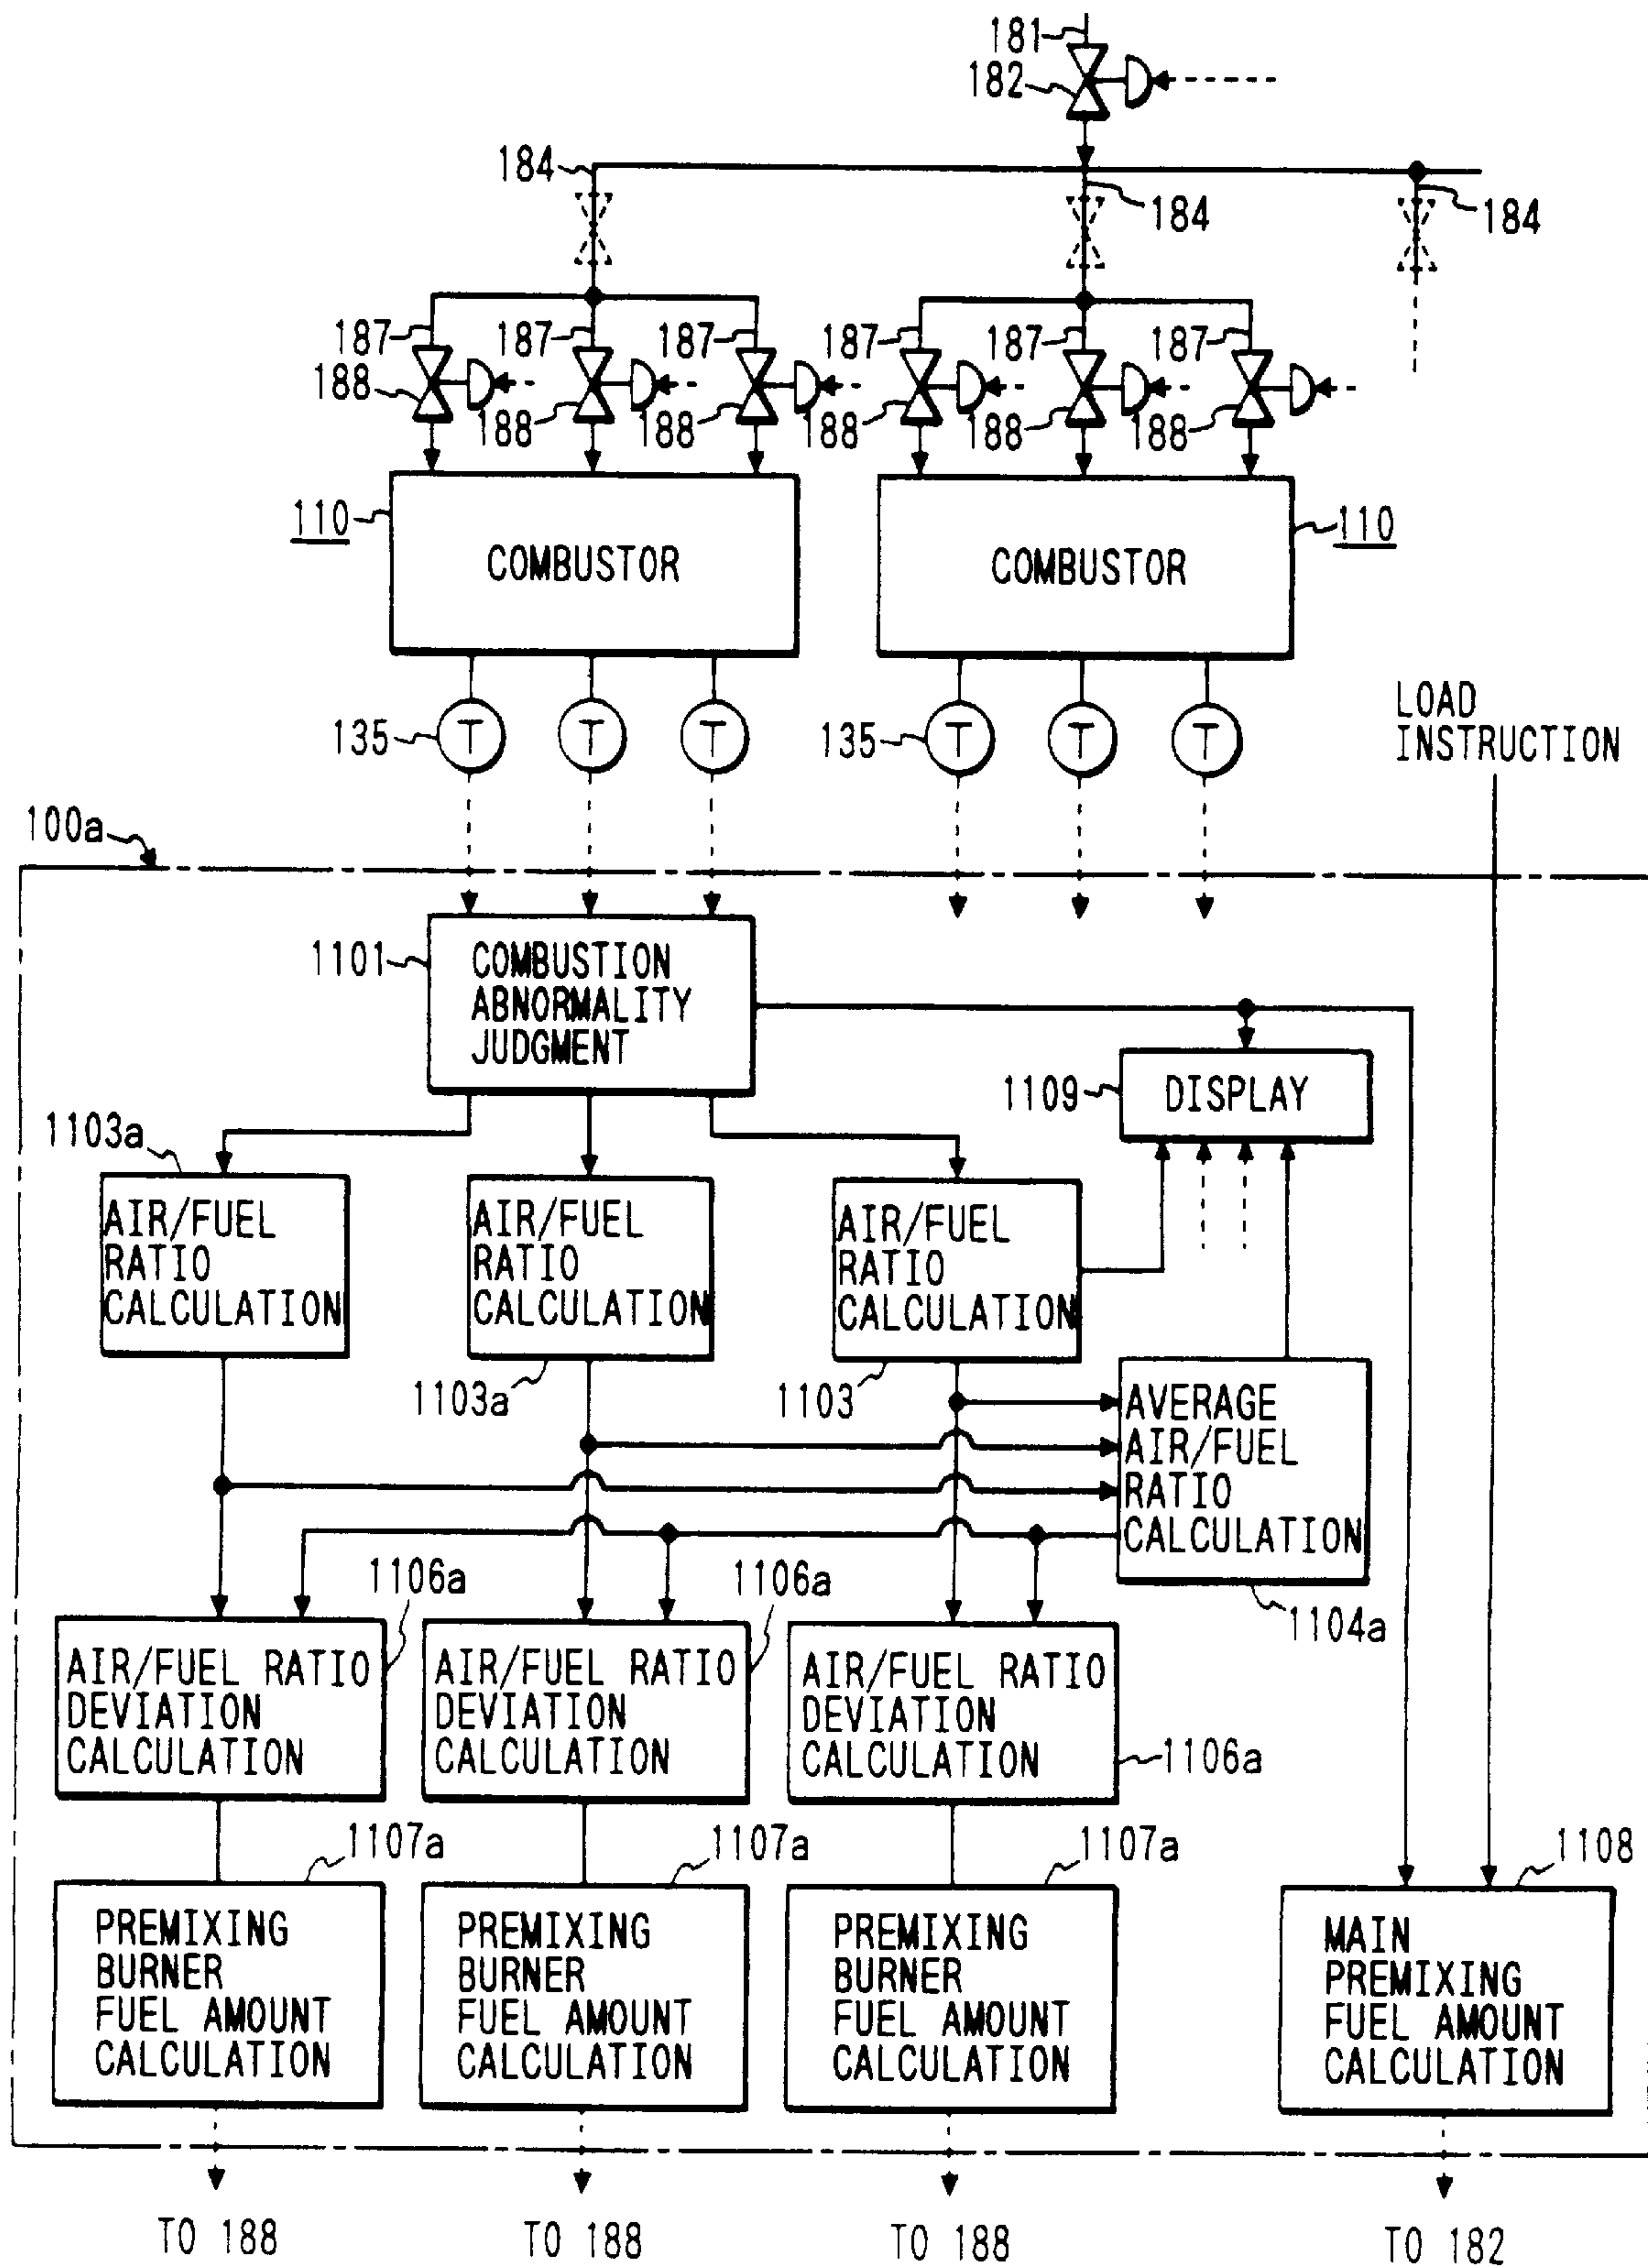 181
182
184
184
184
187
187
187
187
187
187
188
188
188
188
188
188
110
COMBUSTOR
COMBUSTOR
110
135
T
T
T
135
T
T
T
LOAD
INSTRUCTION
100a
1101
COMBUSTION
ABNORMALITY
JUDGMENT
1109
DISPLAY
1103a
AIR/FUEL
RATIO
CALCULATION
AIR/FUEL
RATIO
CALCULATION
1103a
AIR/FUEL
RATIO
CALCULATION
1103
AVERAGE
AIR/FUEL
RATIO
CALCULATION
1104a
1106a
1106a
AIR/FUEL RATIO
DEVIATION
CALCULATION
AIR/FUEL RATIO
DEVIATION
CALCULATION
AIR/FUEL RATIO
DEVIATION
CALCULATION
1106a
1107a
1107a
1107a
1108
PREMIXING
BURNER
FUEL AMOUNT
CALCULATION
PREMIXING
BURNER
FUEL AMOUNT
CALCULATION
PREMIXING
BURNER
FUEL AMOUNT
CALCULATION
MAIN
PREMIXING
FUEL AMOUNT
CALCULATION
TO 188
TO 188
TO 188
TO 182